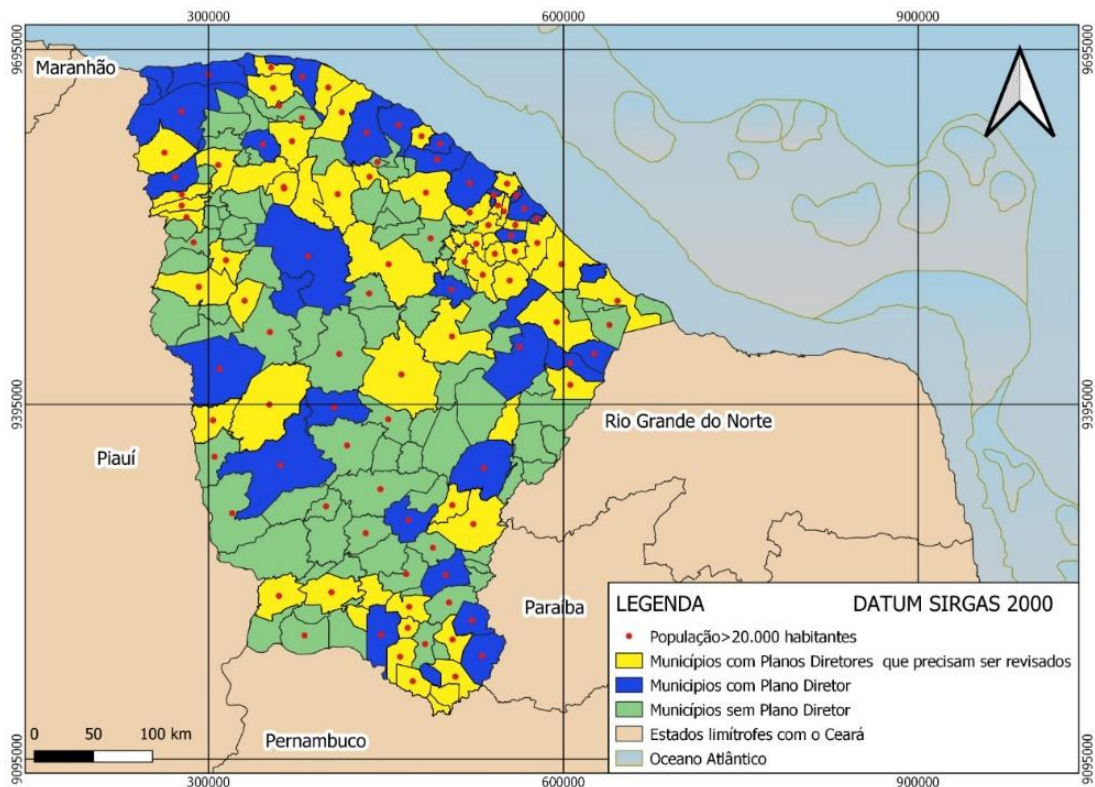 300000
600000
900000
9695000
9695000
Maranhão
9395000
9395000
Rio Grande do Norte
Piauí
Paraíba
Pernambuco
LEGENDA DATUM SIRGAS 2000
População>20.000 habitantes
Municípios com Planos Diretores que precisam ser revisados
Municípios com Plano Diretor
Municípios sem Plano Diretor
Estados limítrofes com o Ceará
Oceano Atlântico
0 50 100 km
9095000
9095000
300000
600000
900000